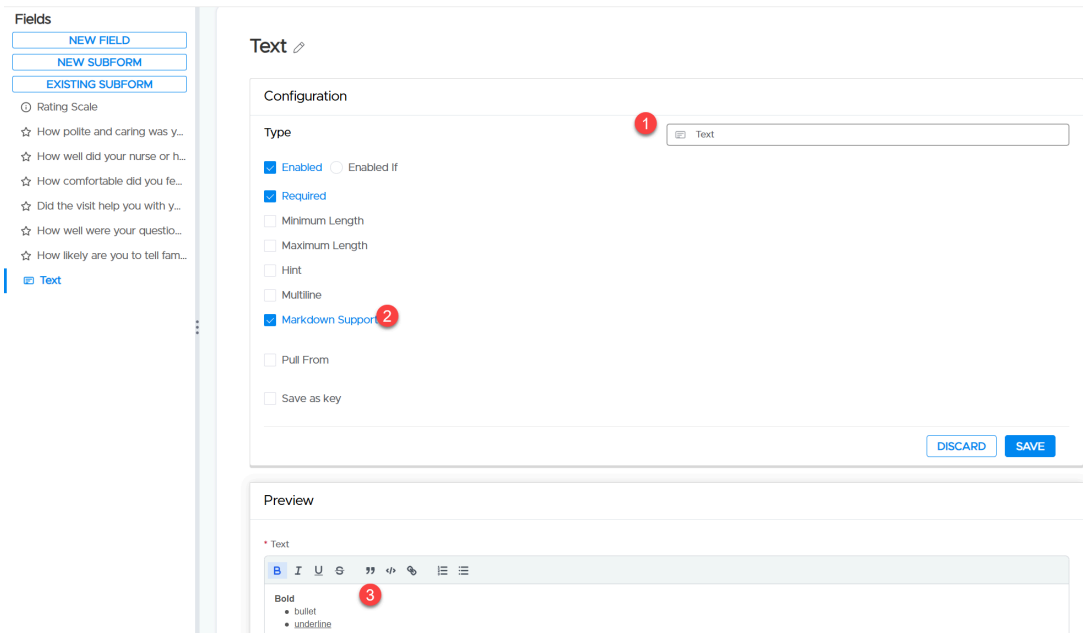 Fields
NEW FIELD
NEW SUBFORM
EXISTING SUBFORM
Rating Scale
How polite and caring was y...
How well did your nurse or h...
How comfortable did you fe...
Did the visit help you with y...
How well were your questio...
How likely are you to tell fam...
Text
Text
Configuration
Type
1
Text
Enabled
Enabled If
Required
Minimum Length
Maximum Length
Hint
Multiline
Markdown Support
2
Pull From
Save as key
DISCARD
SAVE
Preview
* Text
B I U S
3
Bold
• bullet
• underline